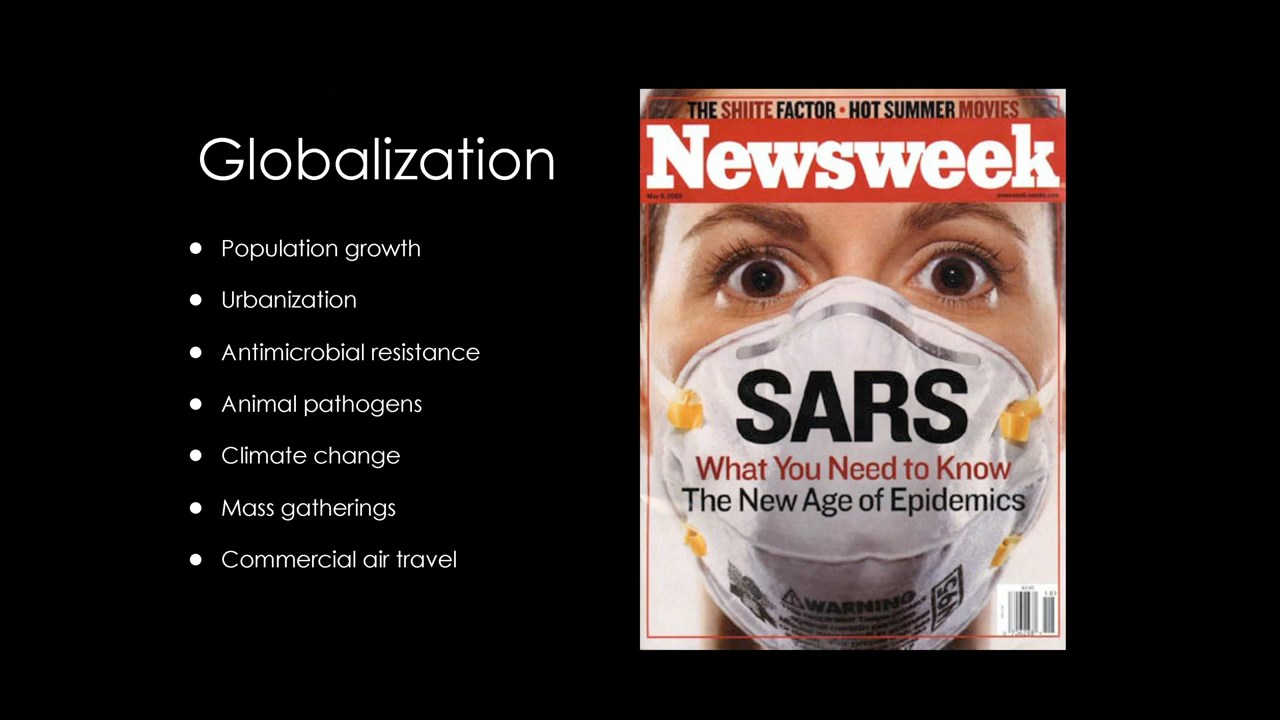 Globalization
Population growth
Urbanization
Antimicrobial resistance
Animal pathogens
Climate change
Mass gatherings
Commercial air travel
THE SHIITE FACTOR • HOT SUMMER MOVIES
Newsweek
SARS
What You Need to Know
The New Age of Epidemics
WARNING
N95